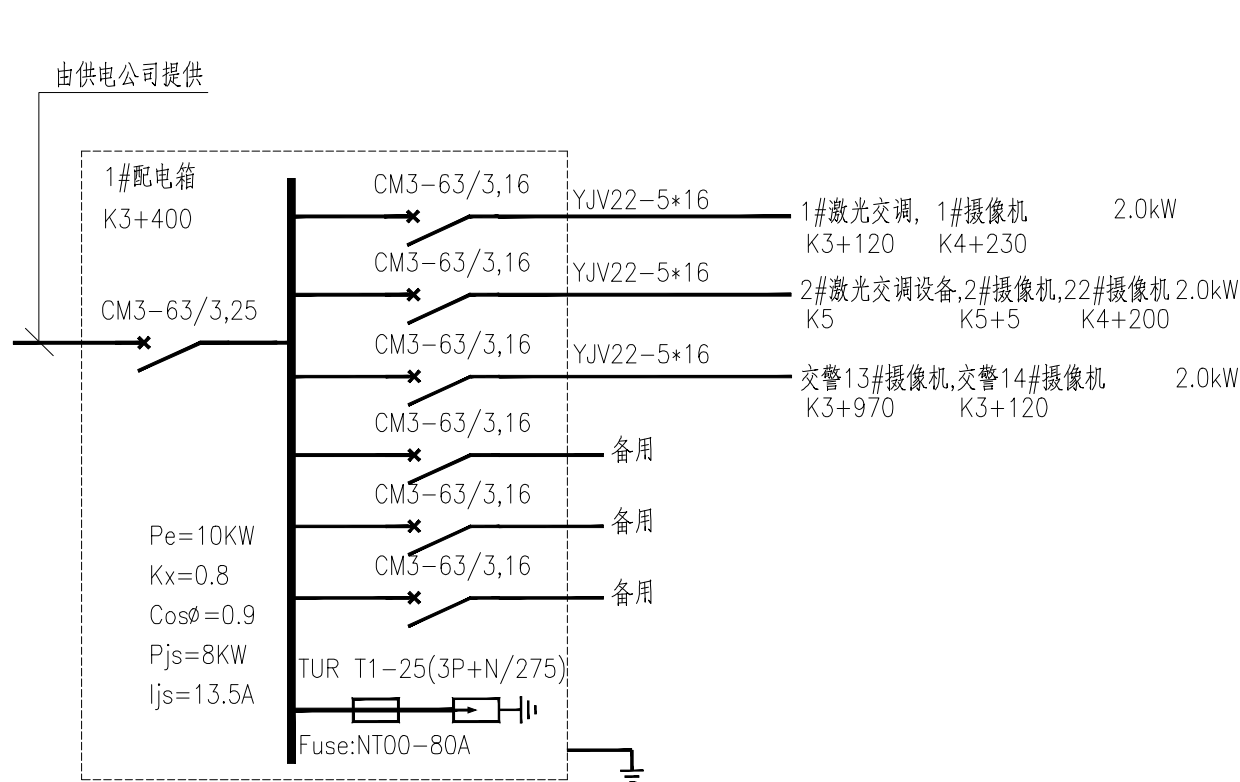 由供电公司提供
1#配电箱
K3+400
CM3-63/3,25
CM3-63/3,16
YJV22-5*16
1#激光交调, 1#摄像机 2.0kW
K3+120 K4+230
CM3-63/3,16
YJV22-5*16
2#激光交调设备,2#摄像机,22#摄像机 2.0kW
K5 K5+5 K4+200
CM3-63/3,16
YJV22-5*16
交警13#摄像机,交警14#摄像机 2.0kW
K3+970 K3+120
CM3-63/3,16
备用
CM3-63/3,16
备用
CM3-63/3,16
备用
Pe=10KW
Kx=0.8
Cosø=0.9
Pjs=8KW
Ijs=13.5A
TUR T1-25(3P+N/275)
Fuse:NT00-80A